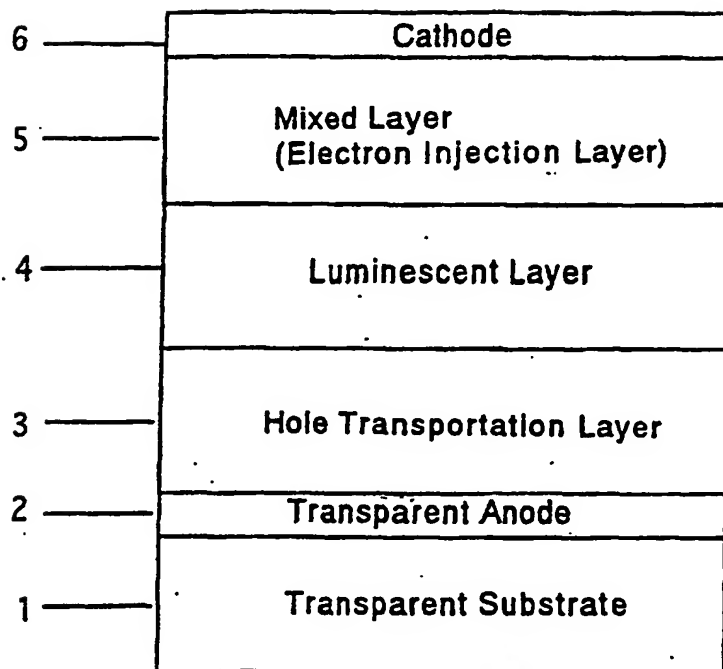 6 Cathode
5 Mixed Layer
(Electron Injection Layer)
4 Luminescent Layer
3 Hole Transportation Layer
2 Transparent Anode
1 Transparent Substrate